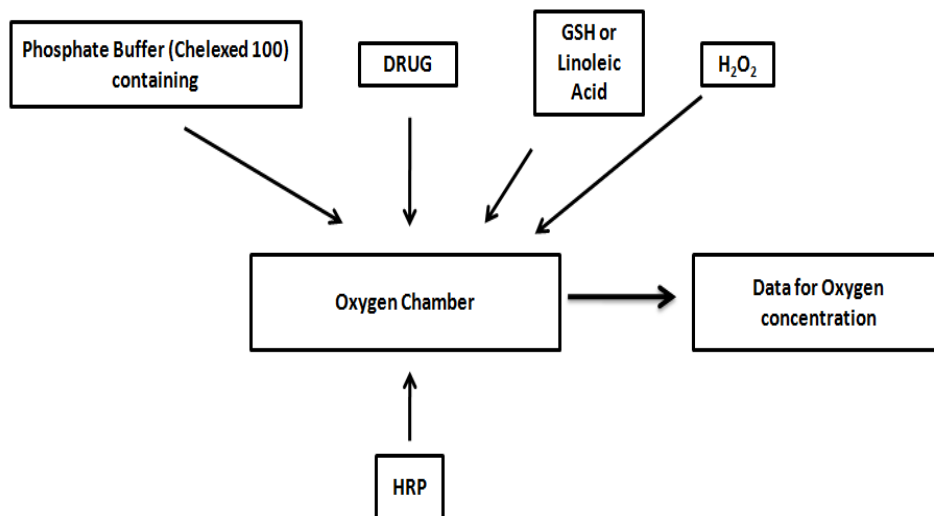 Phosphate Buffer (Chelexed 100)
containing
DRUG
GSH or
Linoleic
Acid
H₂O₂
Oxygen Chamber
Data for Oxygen
concentration
HRP